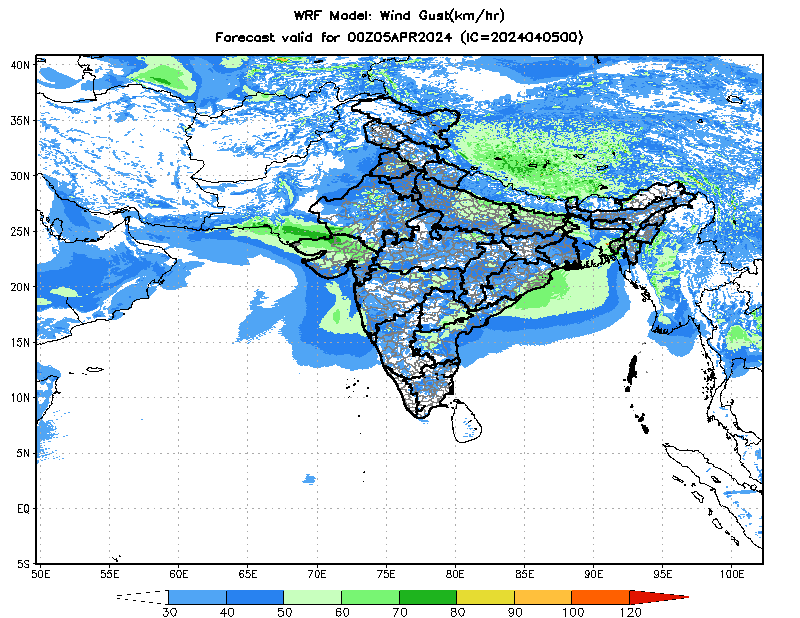 WRF Model: Wind Gust(km/hr)
Forecast valid for 00Z05APR2024 (IC=2024040500)
40N
35N
30N
25N
20N
15N
10N
5N
EQ
5S
50E 55E 60E 65E 70E 75E 80E 85E 90E 95E 100E
30 40 50 60 70 80 90 100 120